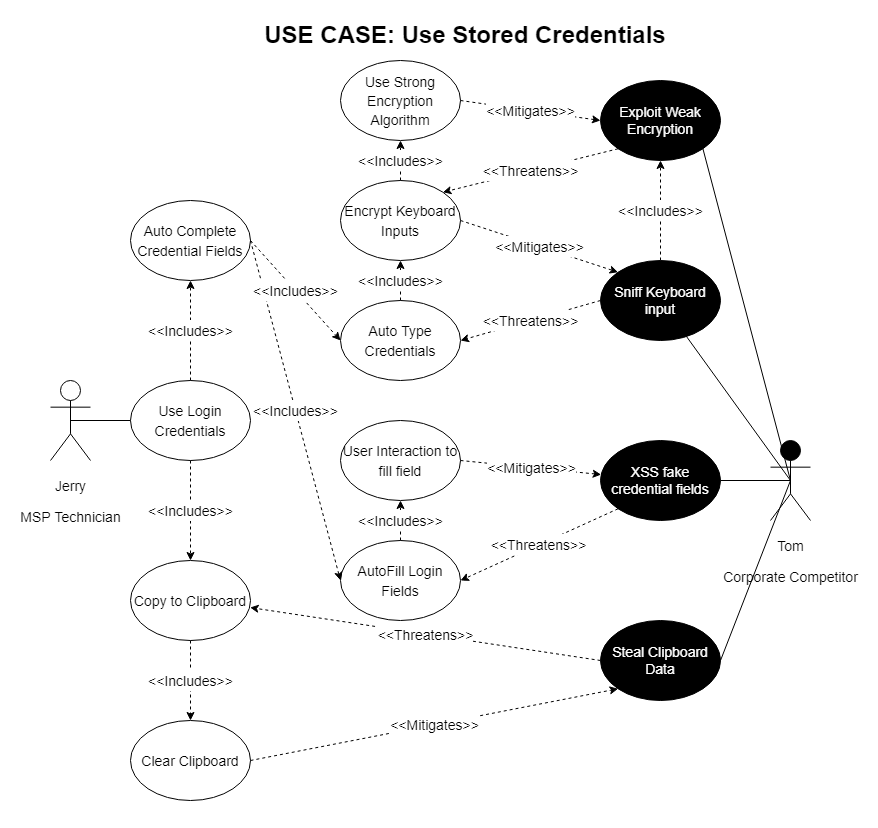 USE CASE: Use Stored Credentials
Use Strong
Encryption
Algorithm
<<Mitigates>>
Exploit Weak
Encryption
<<Includes>>
<<Threatens>>
Encrypt Keyboard
Inputs
<<Includes>>
Auto Complete
Credential Fields
<<Mitigates>>
<<Includes>>
<<Includes>>
Sniff Keyboard
input
<<Includes>>
Auto Type
Credentials
<<Threatens>>
Use Login
Credentials
<<Includes>>
User Interaction to
fill field
<<Mitigates>>
XSS fake
credential fields
Jerry
MSP Technician
<<Includes>>
<<Includes>>
<<Threatens>>
Tom
Corporate Competitor
AutoFill Login
Fields
Copy to Clipboard
<<Threatens>>
Steal Clipboard
Data
<<Includes>>
<<Mitigates>>
Clear Clipboard